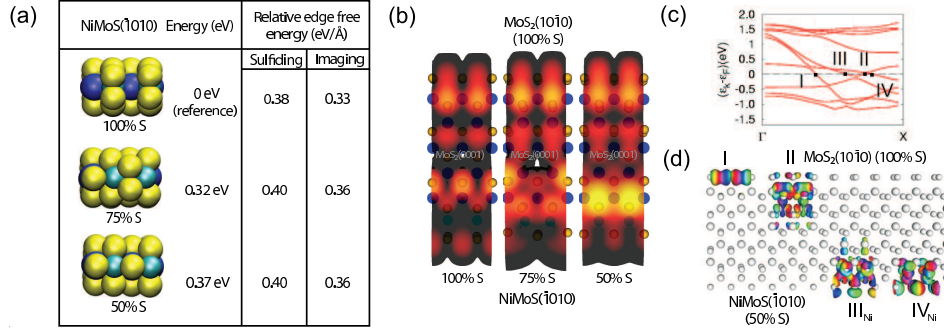 (a)
NiMoS(1̄010) Energy (eV)
Relative edge free
energy (eV/Å)
Sulfiding Imaging
0 eV
(reference)
0.38 0.33
100% S
0.32 eV 0.40 0.36
75% S
0.37 eV 0.40 0.36
50% S
(b)
MoS2(101̄0)
(100% S)
MoS2(0001) MoS2(0001) MoS2(0001)
100% S 75% S 50% S
NiMoS(1̄010)
(c)
(εk-εF)(eV)
2.0
1.5
1.0
0.5
0
-0.5
-1.0
-1.5
I
III II
IV
Γ X
(d)
I II MoS2(101̄0) (100% S)
NiMoS(1̄010)
(50% S)
IIINi IVNi